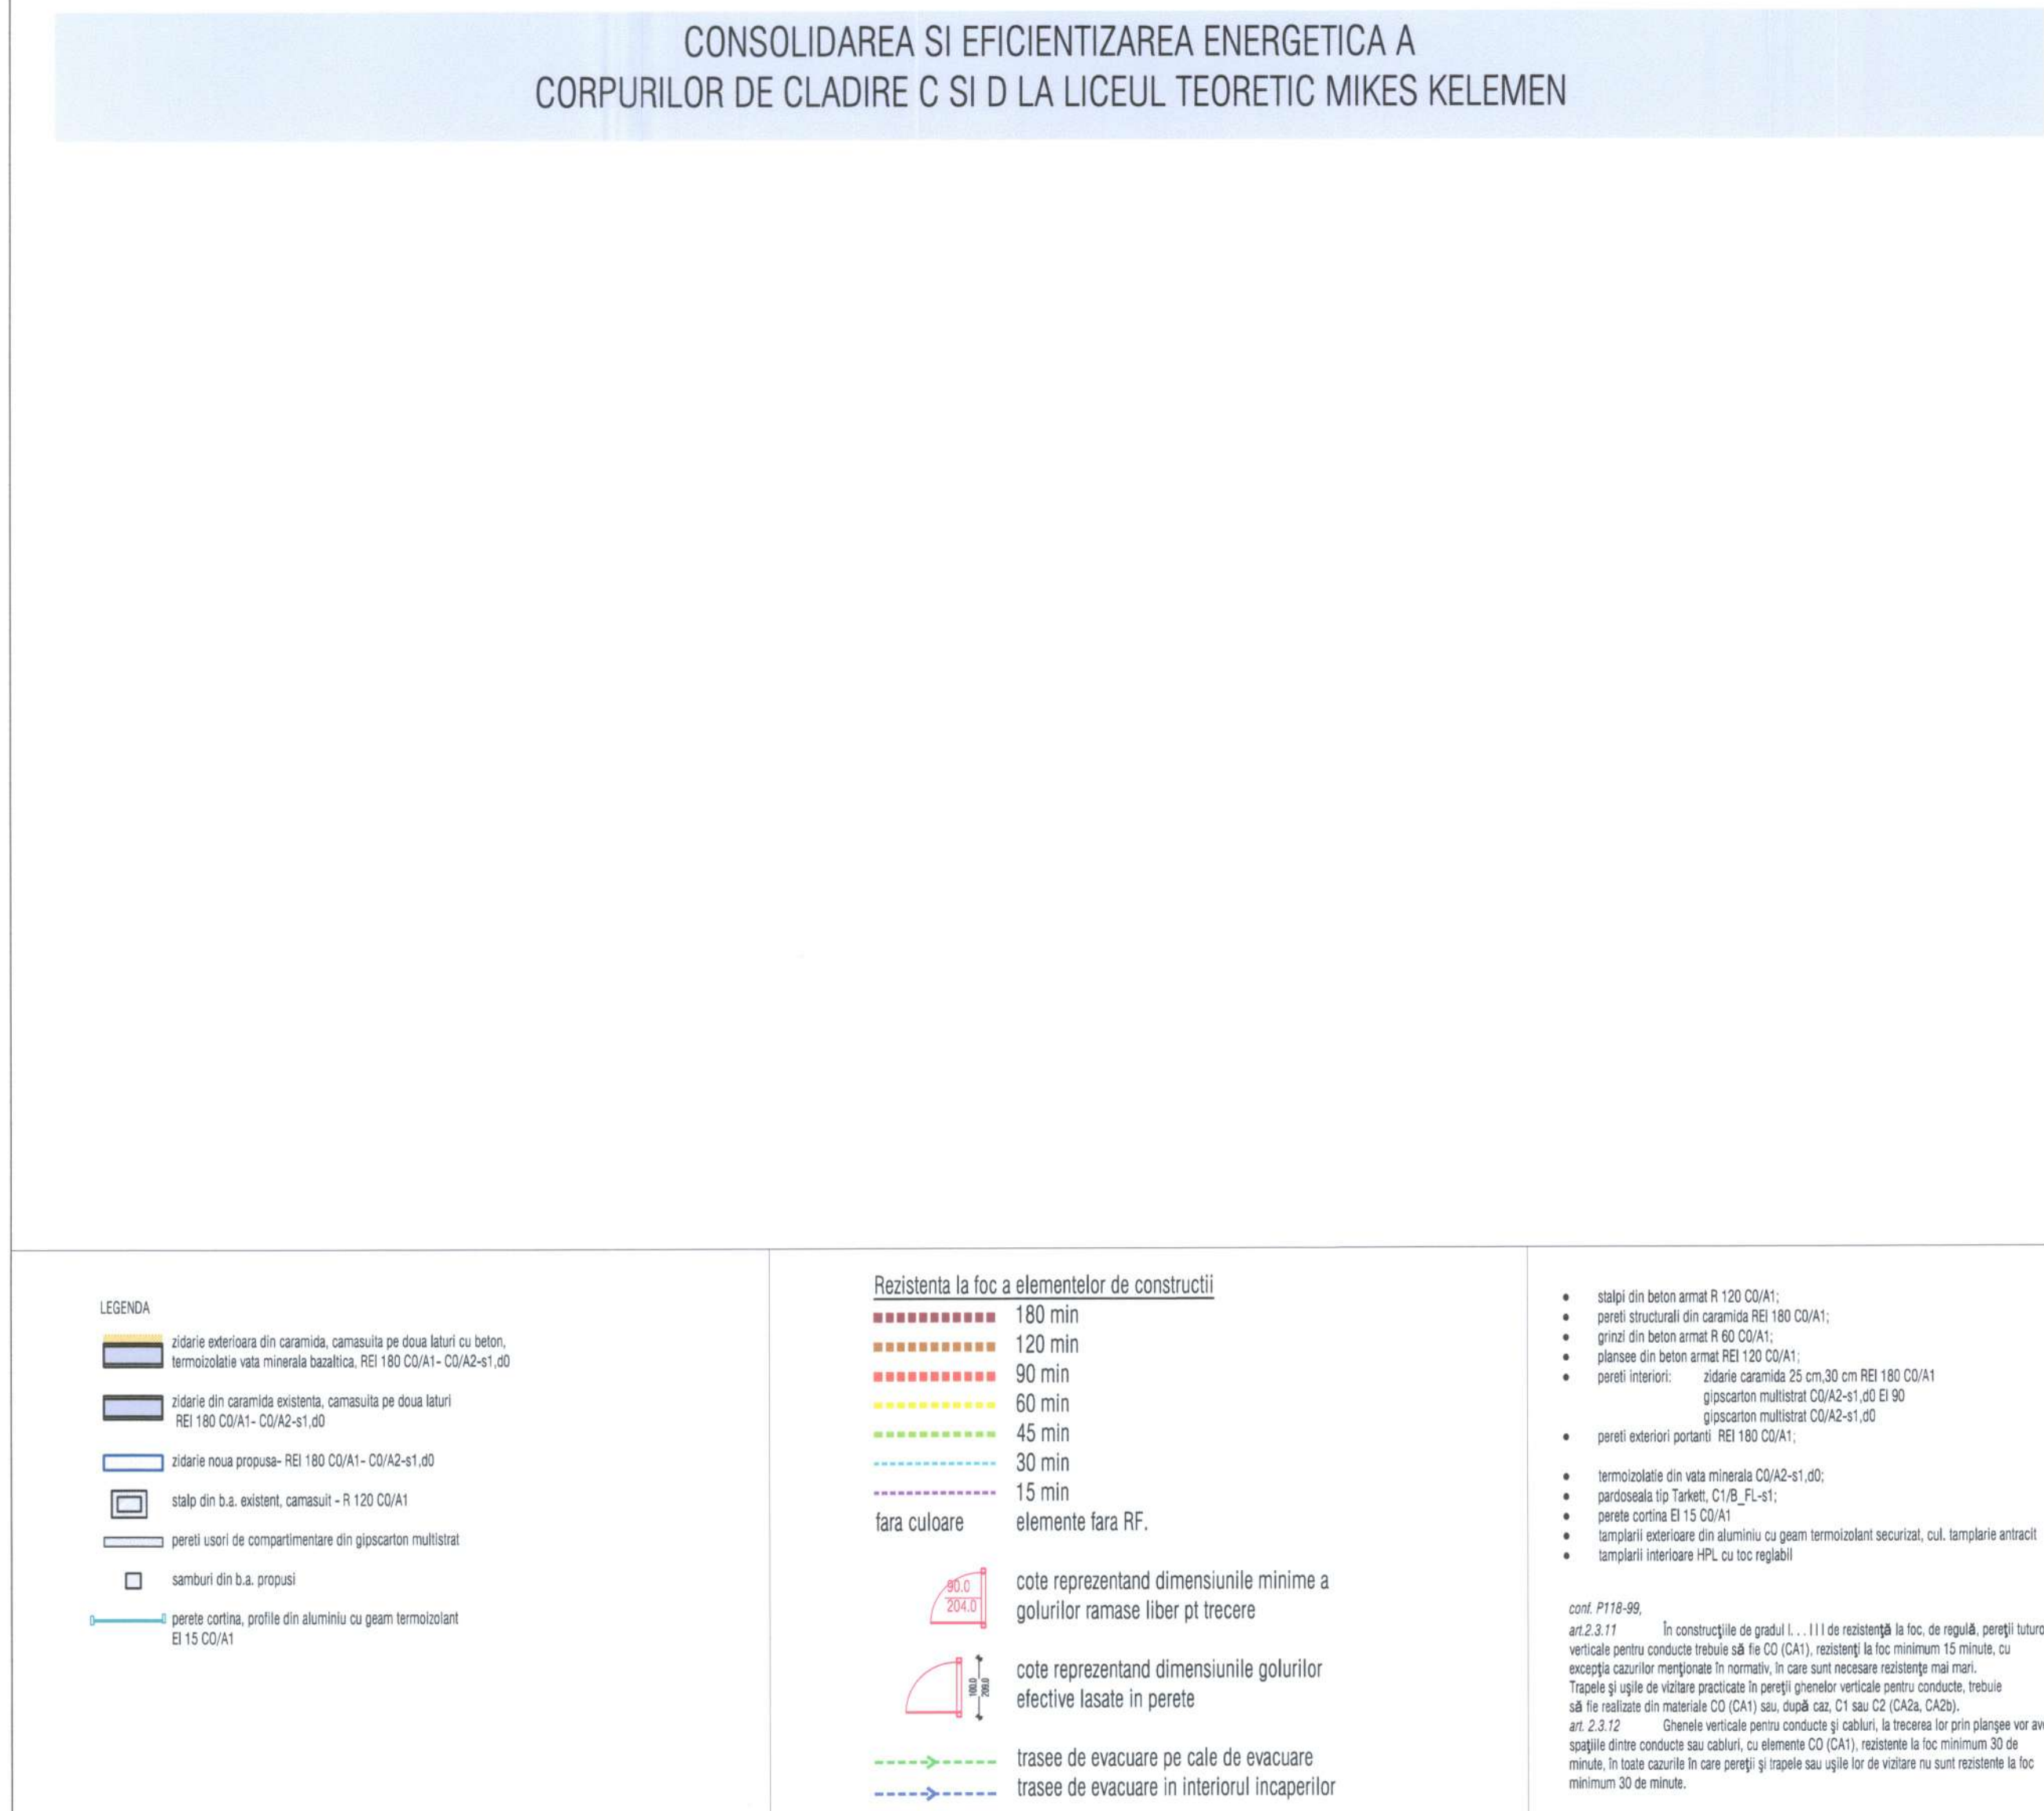 CONSOLIDAREA SI EFICIENTIZAREA ENERGETICA A
CORPURILOR DE CLADIRE C SI D LA LICEUL TEORETIC MIKES KELEMEN
LEGENDA
zidarie exterioara din caramida, camasuita pe doua laturi cu beton,
termoizolatie vata minerala bazaltica, REI 180 C0/A1- C0/A2-s1,d0
zidarie din caramida existenta, camasuita pe doua laturi
REI 180 C0/A1- C0/A2-s1,d0
zidarie noua propusa- REI 180 C0/A1- C0/A2-s1,d0
stalp din b.a. existent, camasuit - R 120 C0/A1
pereti usori de compartimentare din gipscarton multistrat
samburi din b.a. propusi
perete cortina, profile din aluminiu cu geam termoizolant
EI 15 C0/A1
Rezistenta la foc a elementelor de constructii
180 min
120 min
90 min
60 min
45 min
30 min
15 min
fara culoare elemente fara RF.
90.0
204.0
cote reprezentand dimensiunile minime a
golurilor ramase liber pt trecere
100.0
209.0
cote reprezentand dimensiunile golurilor
efective lasate in perete
trasee de evacuare pe cale de evacuare
trasee de evacuare in interiorul incaperilor
• stalpi din beton armat R 120 C0/A1;
• pereti structurali din caramida REI 180 C0/A1;
• grinzi din beton armat R 60 C0/A1;
• plansee din beton armat REI 120 C0/A1;
• pereti interiori: zidarie caramida 25 cm,30 cm REI 180 C0/A1
gipscarton multistrat C0/A2-s1,d0 EI 90
gipscarton multistrat C0/A2-s1,d0
• pereti exteriori portanti REI 180 C0/A1;
• termoizolatie din vata minerala C0/A2-s1,d0;
• pardoseala tip Tarkett, C1/B_FL-s1;
• perete cortina EI 15 C0/A1
• tamplarii exterioare din aluminiu cu geam termoizolant securizat, cul. tamplarie antracit
• tamplarii interioare HPL cu toc reglabil
conf. P118-99,
art.2.3.11 În construcţiile de gradul I. . . I I I de rezistenţă la foc, de regulă, pereţii tuturo
verticale pentru conducte trebuie să fie CO (CA1), rezistenţi la foc minimum 15 minute, cu
excepţia cazurilor menţionate în normativ, în care sunt necesare rezistenţe mai mari.
Trapele şi uşile de vizitare practicate în pereţii ghenelor verticale pentru conducte, trebuie
să fie realizate din materiale CO (CA1) sau, după caz, C1 sau C2 (CA2a, CA2b).
art. 2.3.12 Ghenele verticale pentru conducte şi cabluri, la trecerea lor prin planşee vor av
spaţiile dintre conducte sau cabluri, cu elemente CO (CA1), rezistente la foc minimum 30 de
minute, în toate cazurile în care pereţii şi trapele sau uşile lor de vizitare nu sunt rezistente la foc
minimum 30 de minute.